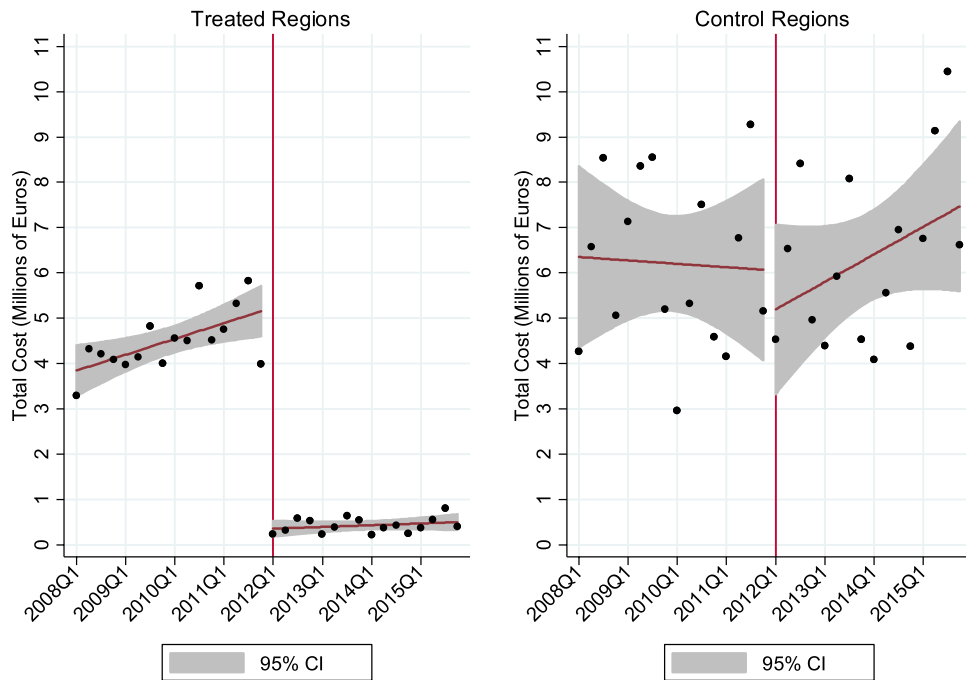 Treated Regions
Total Cost (Millions of Euros)
11
10
9
8
7
6
5
4
3
2
1
0
2008Q1
2009Q1
2010Q1
2011Q1
2012Q1
2013Q1
2014Q1
2015Q1
95% CI
Control Regions
Total Cost (Millions of Euros)
11
10
9
8
7
6
5
4
3
2
1
0
2008Q1
2009Q1
2010Q1
2011Q1
2012Q1
2013Q1
2014Q1
2015Q1
95% CI